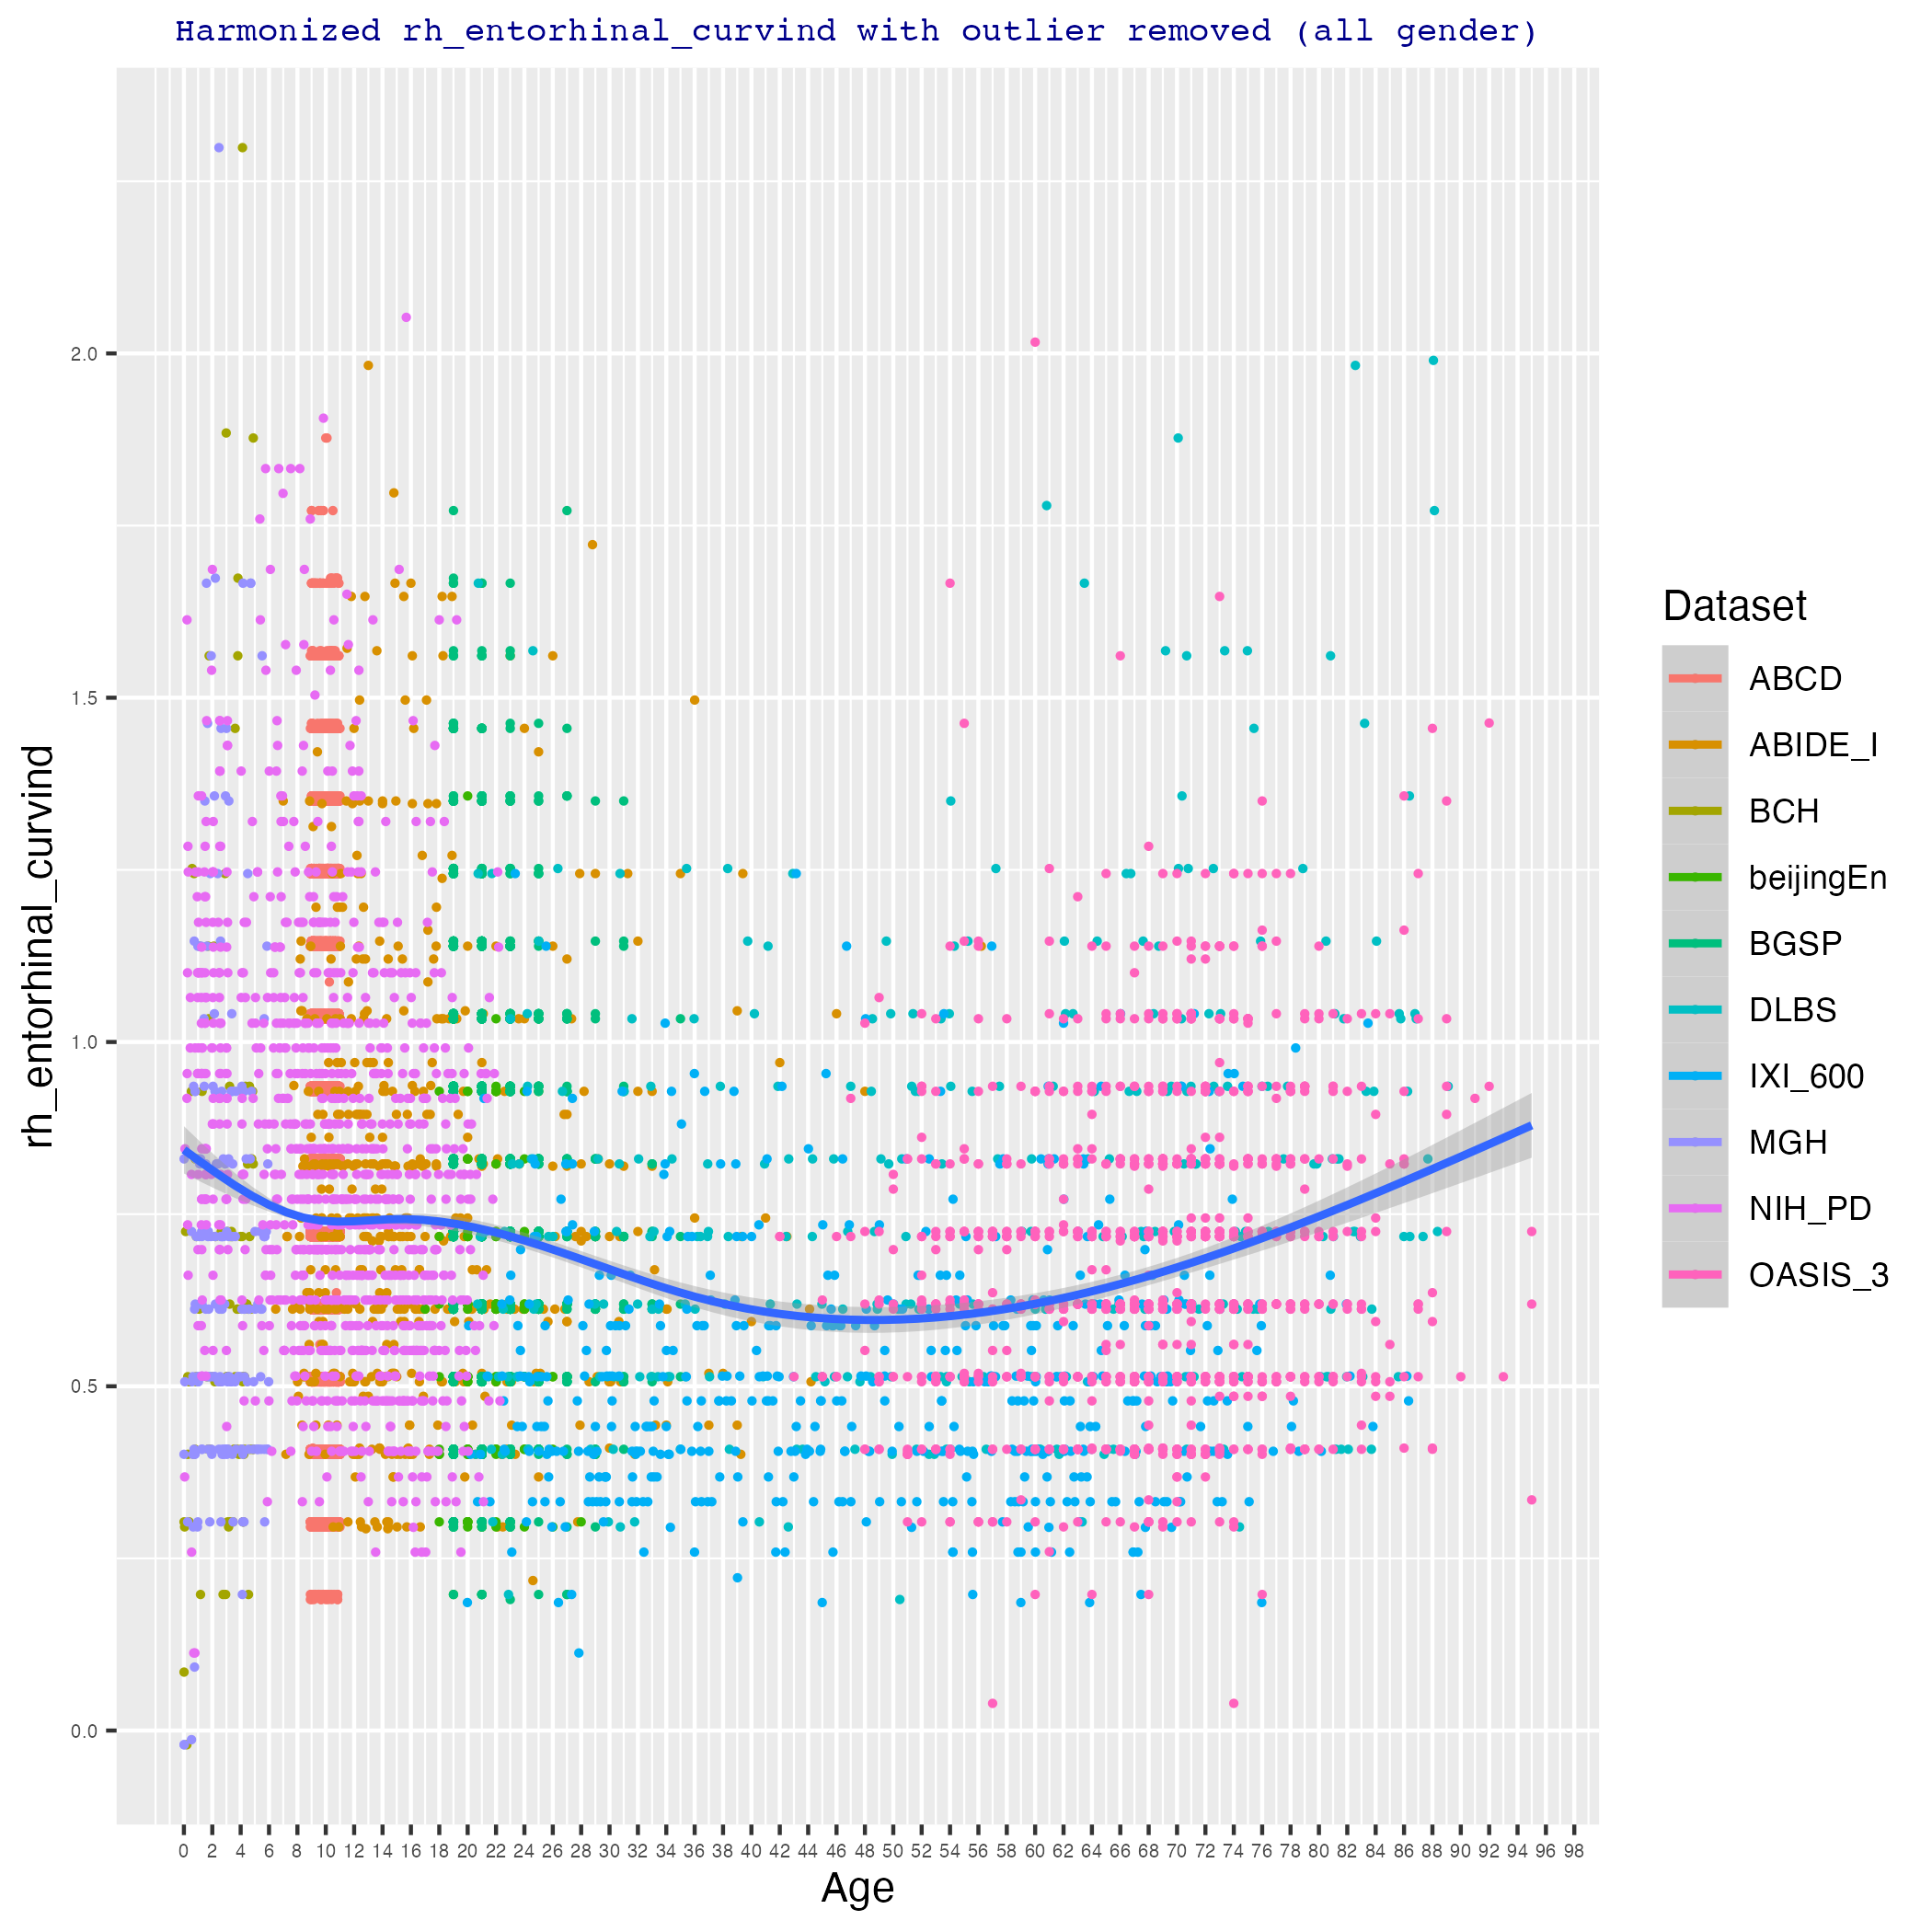 Harmonized rh_entorhinal_curvind with outlier removed (all gender)
rh_entorhinal_curvind
2.0
1.5
1.0
0.5
0.0
0 2 4 6 8 10 12 14 16 18 20 22 24 26 28 30 32 34 36 38 40 42 44 46 48 50 52 54 56 58 60 62 64 66 68 70 72 74 76 78 80 82 84 86 88 90 92 94 96 98
Age
Dataset
ABCD
ABIDE_I
BCH
beijingEn
BGSP
DLBS
IXI_600
MGH
NIH_PD
OASIS_3